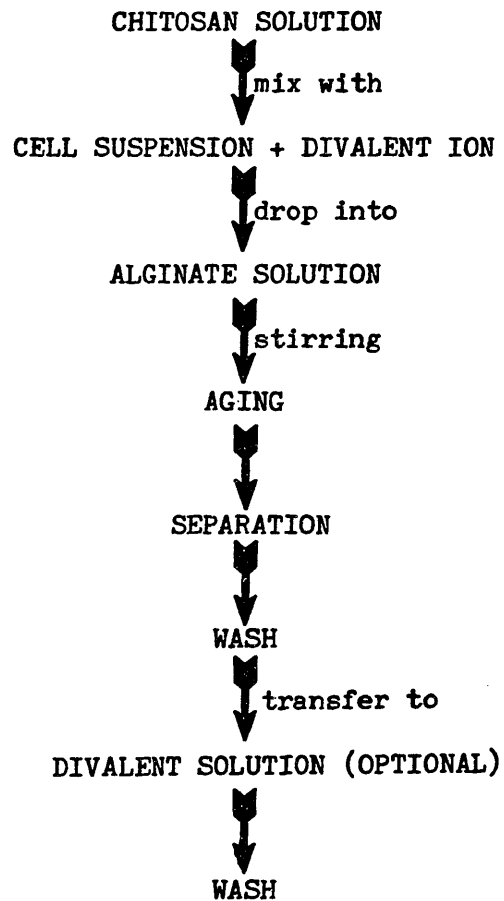 CHITOSAN SOLUTION
mix with
CELL SUSPENSION + DIVALENT ION
drop into
ALGINATE SOLUTION
stirring
AGING
SEPARATION
WASH
transfer to
DIVALENT SOLUTION (OPTIONAL)
WASH